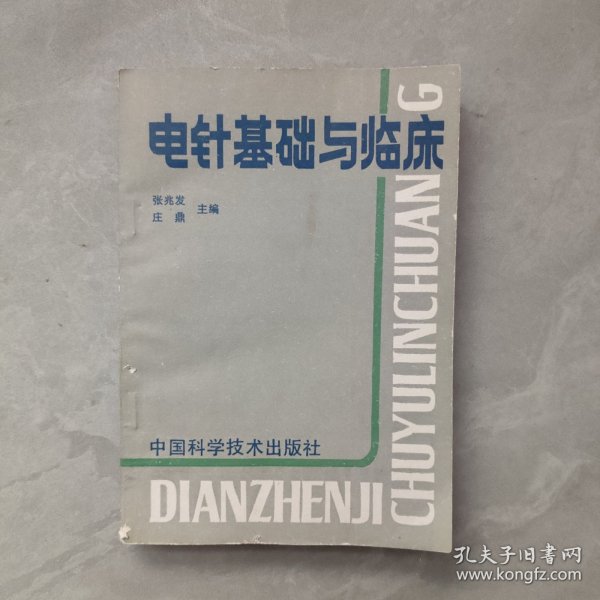 电针基础与临床
张兆发
庄鼎 主编
中国科学技术出版社
DIANZHENJI
CHUYULINCHUANG
孔夫子旧书网
www.kongfz.com